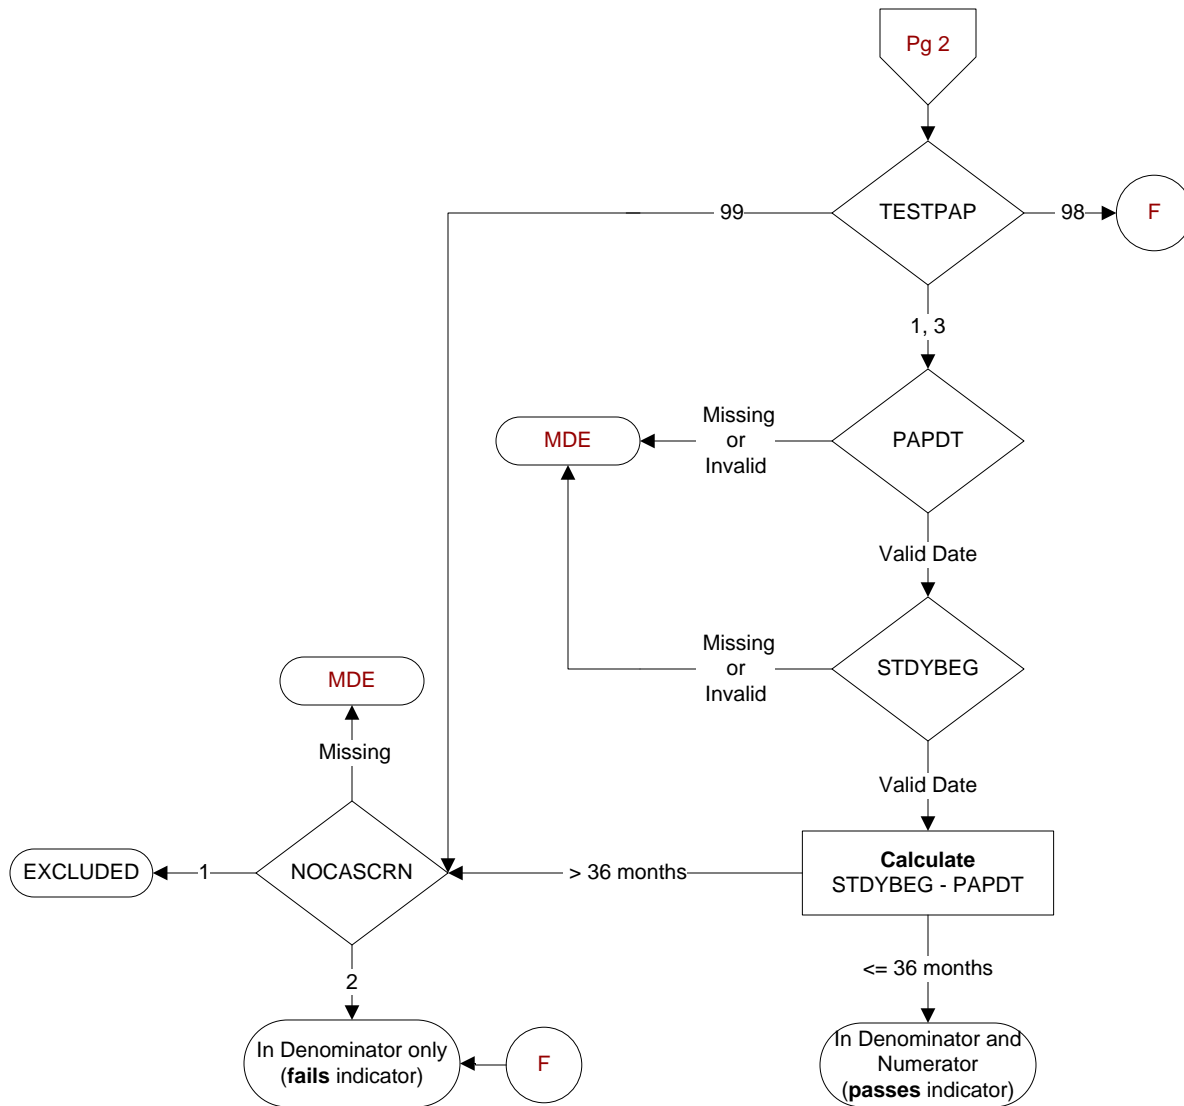 Pg 2
TESTPAP
99
98
F
1, 3
PAPDT
Missing
or
Invalid
MDE
Valid Date
STDYBEG
Missing
or
Invalid
MDE
Missing
Valid Date
EXCLUDED
1
NOCASCRN
> 36 months
Calculate
STDYBEG - PAPDT
2
<= 36 months
In Denominator only
(fails indicator)
F
In Denominator and
Numerator
(passes indicator)